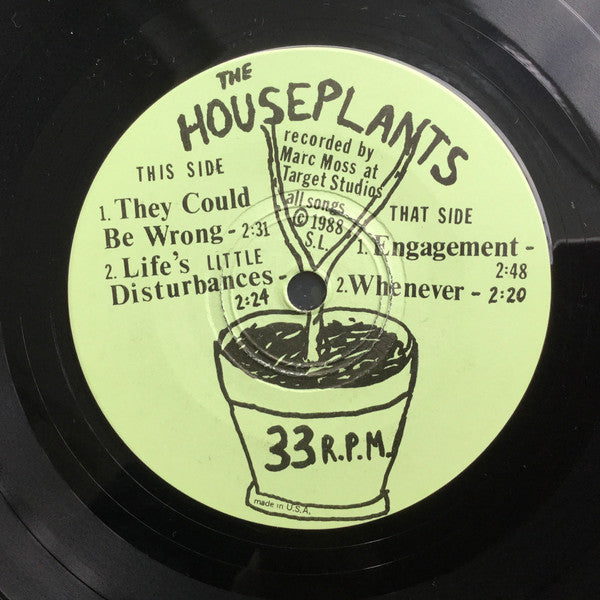 THE
HOUSEPLANTS
recorded by
Marc Moss at
Target Studios
all songs
© 1988
S.L.
THIS SIDE
1. They Could
Be Wrong - 2:31
2. Life's LITTLE
Disturbances -
2:24
THAT SIDE
1. Engagement -
2:48
2. Whenever - 2:20
33 R.P.M.
made in U.S.A.